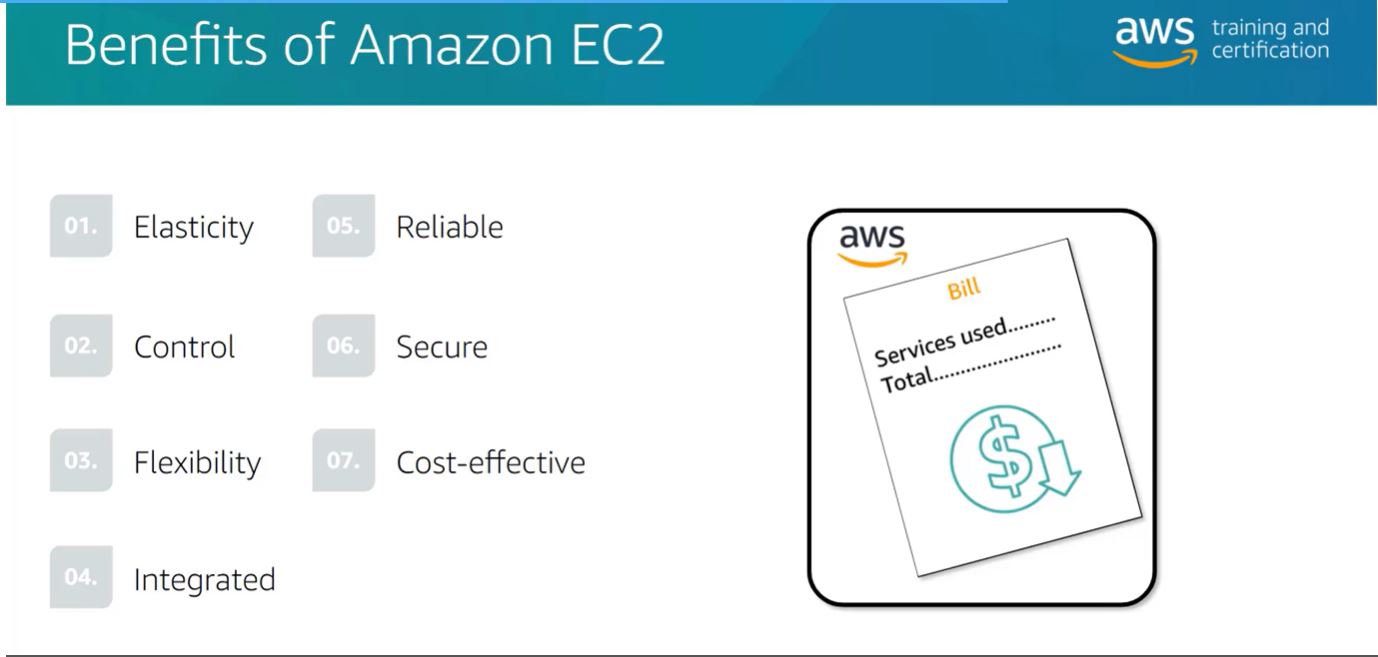 Benefits of Amazon EC2
aws training and
certification
01. Elasticity
02. Control
03. Flexibility
04. Integrated
05. Reliable
06. Secure
07. Cost-effective
aws
Bill
Services used.........
Total.......................
$